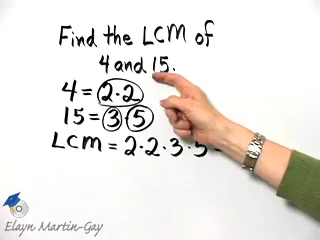 Find the LCM of
4 and 15.
4 = 2·2
15 = 3·5
LCM = 2·2·3·5
Elayn Martin-Gay